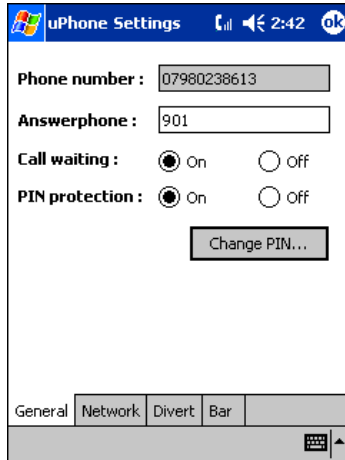 uPhone Settings 2:42 ok
Phone number : 07980238613
Answerphone : 901
Call waiting : On Off
PIN protection : On Off
Change PIN...
General Network Divert Bar